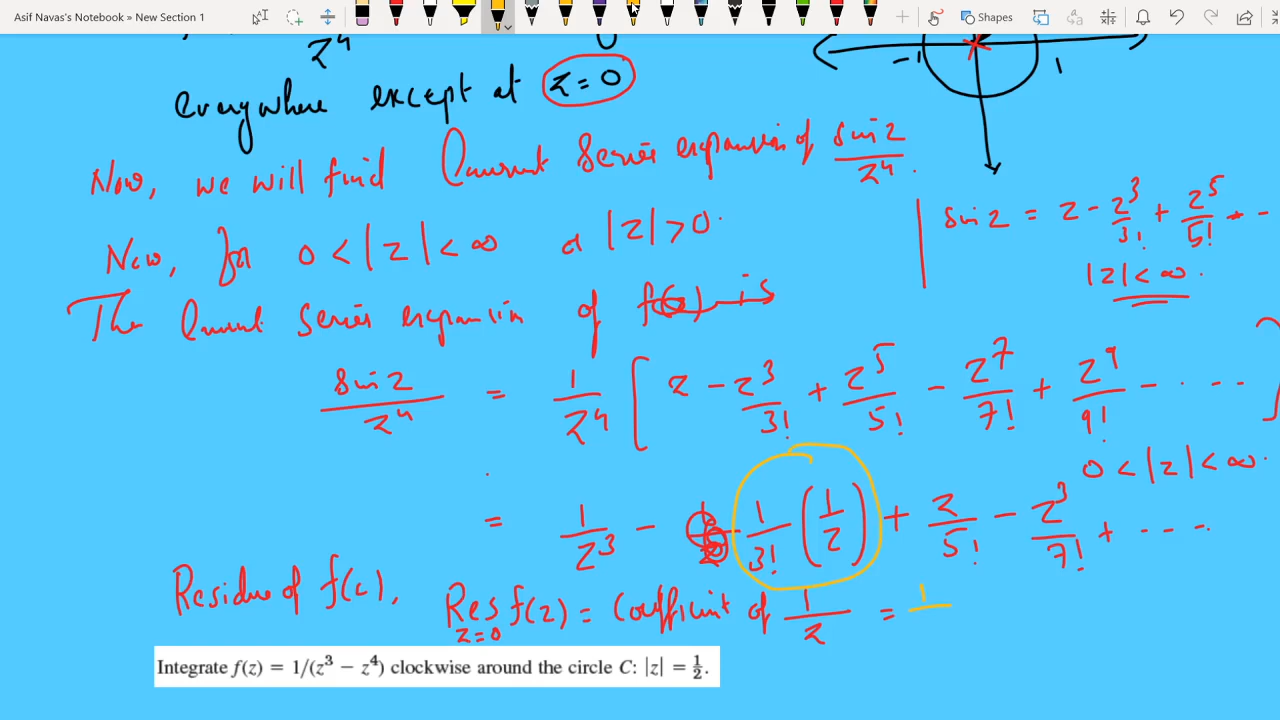 Asif Navas's Notebook » New Section 1
Shapes
z⁴
everywhere except at z=0
-1 1
Now, we will find Laurent Series expansion of sin z / z⁴ .
sin z = z - z³/3! + z⁵/5! - - -
|z| < ∞ .
Now, for 0 < |z| < ∞ or |z| > 0 .
The Laurent Series expansion of f(z) is
sin z / z⁴ = 1/z⁴ [ z - z³/3! + z⁵/5! - z⁷/7! + z⁹/9! - . - - - ]
0 < |z| < ∞ .
= 1/z³ - 1/3! (1/z) + z/5! - z³/7! + - - - .
Residue of f(z), Res f(z) = Coefficient of 1/z = 1
z=0
Integrate f(z) = 1/(z³ − z⁴) clockwise around the circle C: |z| = ½.